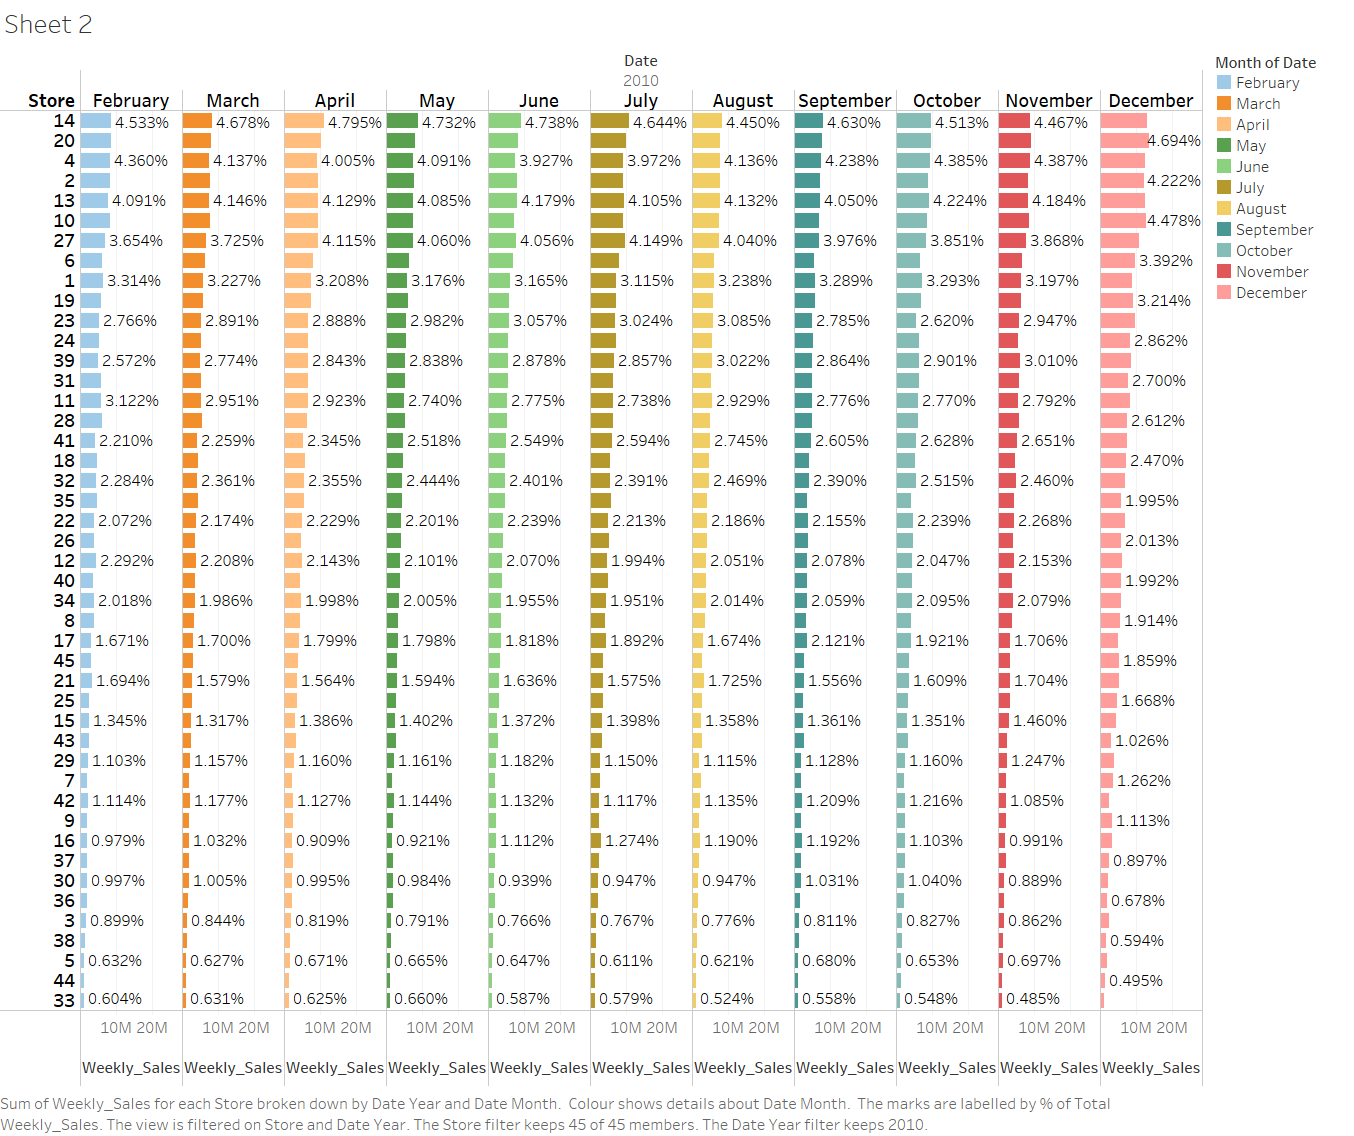 Sheet 2
Date
2010
Store February March April May June July August September October November December
14 4.533% 4.678% 4.795% 4.732% 4.738% 4.644% 4.450% 4.630% 4.513% 4.467%
20 4.694%
4 4.360% 4.137% 4.005% 4.091% 3.927% 3.972% 4.136% 4.238% 4.385% 4.387%
2 4.222%
13 4.091% 4.146% 4.129% 4.085% 4.179% 4.105% 4.132% 4.050% 4.224% 4.184%
10 4.478%
27 3.654% 3.725% 4.115% 4.060% 4.056% 4.149% 4.040% 3.976% 3.851% 3.868%
6 3.392%
1 3.314% 3.227% 3.208% 3.176% 3.165% 3.115% 3.238% 3.289% 3.293% 3.197%
19 3.214%
23 2.766% 2.891% 2.888% 2.982% 3.057% 3.024% 3.085% 2.785% 2.620% 2.947%
24 2.862%
39 2.572% 2.774% 2.843% 2.838% 2.878% 2.857% 3.022% 2.864% 2.901% 3.010%
31 2.700%
11 3.122% 2.951% 2.923% 2.740% 2.775% 2.738% 2.929% 2.776% 2.770% 2.792%
28 2.612%
41 2.210% 2.259% 2.345% 2.518% 2.549% 2.594% 2.745% 2.605% 2.628% 2.651%
18 2.470%
32 2.284% 2.361% 2.355% 2.444% 2.401% 2.391% 2.469% 2.390% 2.515% 2.460%
35 1.995%
22 2.072% 2.174% 2.229% 2.201% 2.239% 2.213% 2.186% 2.155% 2.239% 2.268%
26 2.013%
12 2.292% 2.208% 2.143% 2.101% 2.070% 1.994% 2.051% 2.078% 2.047% 2.153%
40 1.992%
34 2.018% 1.986% 1.998% 2.005% 1.955% 1.951% 2.014% 2.059% 2.095% 2.079%
8 1.914%
17 1.671% 1.700% 1.799% 1.798% 1.818% 1.892% 1.674% 2.121% 1.921% 1.706%
45 1.859%
21 1.694% 1.579% 1.564% 1.594% 1.636% 1.575% 1.725% 1.556% 1.609% 1.704%
25 1.668%
15 1.345% 1.317% 1.386% 1.402% 1.372% 1.398% 1.358% 1.361% 1.351% 1.460%
43 1.026%
29 1.103% 1.157% 1.160% 1.161% 1.182% 1.150% 1.115% 1.128% 1.160% 1.247%
7 1.262%
42 1.114% 1.177% 1.127% 1.144% 1.132% 1.117% 1.135% 1.209% 1.216% 1.085%
9 1.113%
16 0.979% 1.032% 0.909% 0.921% 1.112% 1.274% 1.190% 1.192% 1.103% 0.991%
37 0.897%
30 0.997% 1.005% 0.995% 0.984% 0.939% 0.947% 0.947% 1.031% 1.040% 0.889%
36 0.678%
3 0.899% 0.844% 0.819% 0.791% 0.766% 0.767% 0.776% 0.811% 0.827% 0.862%
38 0.594%
5 0.632% 0.627% 0.671% 0.665% 0.647% 0.611% 0.621% 0.680% 0.653% 0.697%
44 0.495%
33 0.604% 0.631% 0.625% 0.660% 0.587% 0.579% 0.524% 0.558% 0.548% 0.485%
10M 20M 10M 20M 10M 20M 10M 20M 10M 20M 10M 20M 10M 20M 10M 20M 10M 20M 10M 20M 10M 20M
Weekly_Sales Weekly_Sales Weekly_Sales Weekly_Sales Weekly_Sales Weekly_Sales Weekly_Sales Weekly_Sales Weekly_Sales Weekly_Sales Weekly_Sales
Month of Date
February
March
April
May
June
July
August
September
October
November
December
Sum of Weekly_Sales for each Store broken down by Date Year and Date Month.  Colour shows details about Date Month.  The marks are labelled by % of Total
Weekly_Sales. The view is filtered on Store and Date Year. The Store filter keeps 45 of 45 members. The Date Year filter keeps 2010.